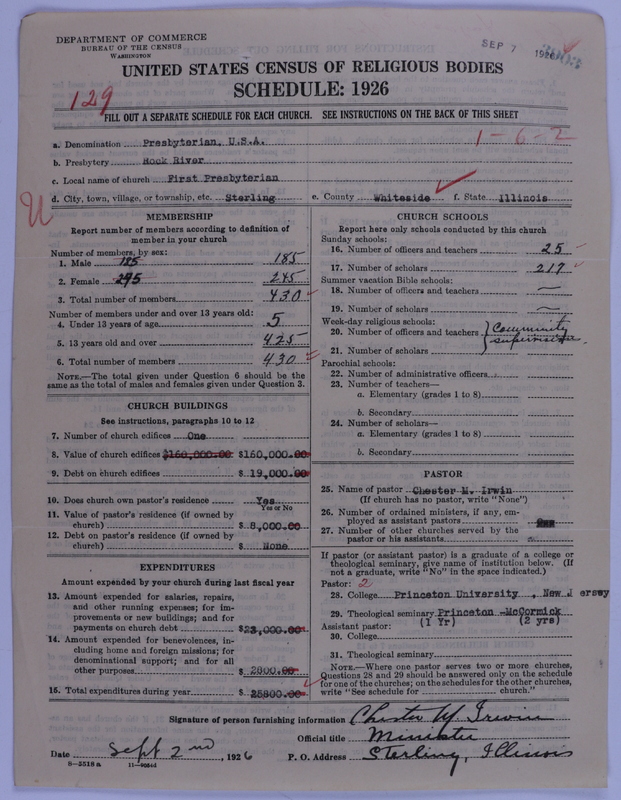 DEPARTMENT OF COMMERCE
BUREAU OF THE CENSUS
WASHINGTON
SEP 7 1926
UNITED STATES CENSUS OF RELIGIOUS BODIES
SCHEDULE: 1926
129
FILL OUT A SEPARATE SCHEDULE FOR EACH CHURCH. SEE INSTRUCTIONS ON THE BACK OF THIS SHEET
a. Denomination Presbyterian, U.S.A.
1-6-2
b. Presbytery Rock River
c. Local name of church First Presbyterian
d. City, town, village, or township, etc. Sterling e. County Whiteside f. State Illinois
MEMBERSHIP
Report number of members according to definition of
member in your church
Number of members, by sex:
1. Male 185 185
2. Female 245 245
3. Total number of members 430
Number of members under and over 13 years old:
4. Under 13 years of age 5
5. 13 years old and over 425
6. Total number of members 430
NOTE.—The total given under Question 6 should be
the same as the total of males and females given under Question 3.
CHURCH BUILDINGS
See instructions, paragraphs 10 to 12
7. Number of church edifices One
8. Value of church edifices $160,000.00 $160,000.00
9. Debt on church edifices $ 19,000.00
10. Does church own pastor's residence Yes
Yes or No
11. Value of pastor's residence (if owned by
church) $ 8,000.00
12. Debt on pastor's residence (if owned by
church) $ None
EXPENDITURES
Amount expended by your church during last fiscal year
13. Amount expended for salaries, repairs,
and other running expenses; for im-
provements or new buildings; and for
payments on church debt $23,000.00
14. Amount expended for benevolences, in-
cluding home and foreign missions; for
denominational support; and for all
other purposes $ 2800.00
15. Total expenditures during year $ 25800.00
CHURCH SCHOOLS
Report here only schools conducted by this church
Sunday schools:
16. Number of officers and teachers 25
17. Number of scholars 217
Summer vacation Bible schools:
18. Number of officers and teachers —
19. Number of scholars —
Week-day religious schools:
20. Number of officers and teachers } Community
supervision
21. Number of scholars
Parochial schools:
22. Number of administrative officers
23. Number of teachers—
a. Elementary (grades 1 to 8)
b. Secondary
24. Number of scholars—
a. Elementary (grades 1 to 8)
b. Secondary
PASTOR
25. Name of pastor Chester M. Irwin
(If church has no pastor, write "None")
26. Number of ordained ministers, if any, em-
ployed as assistant pastors
27. Number of other churches served by the
pastor or his assistants
If pastor (or assistant pastor) is a graduate of a college or
theological seminary, give name of institution below. (If
not a graduate, write "No" in the space indicated.)
Pastor: 2
28. College Princeton University , New Jersey
29. Theological seminary Princeton -McCormick
Assistant pastor: (1 Yr) (2 yrs)
30. College
31. Theological seminary
NOTE.—Where one pastor serves two or more churches,
Questions 28 and 29 should be answered only on the schedule
for one of the churches; on the schedules for the other churches,
write "See schedule for church."
Signature of person furnishing information Chester M. Irwin
Official title Minister
Date Sept 2nd, 1926 P. O. Address Sterling, Illinois
8-2518a 11-9034d